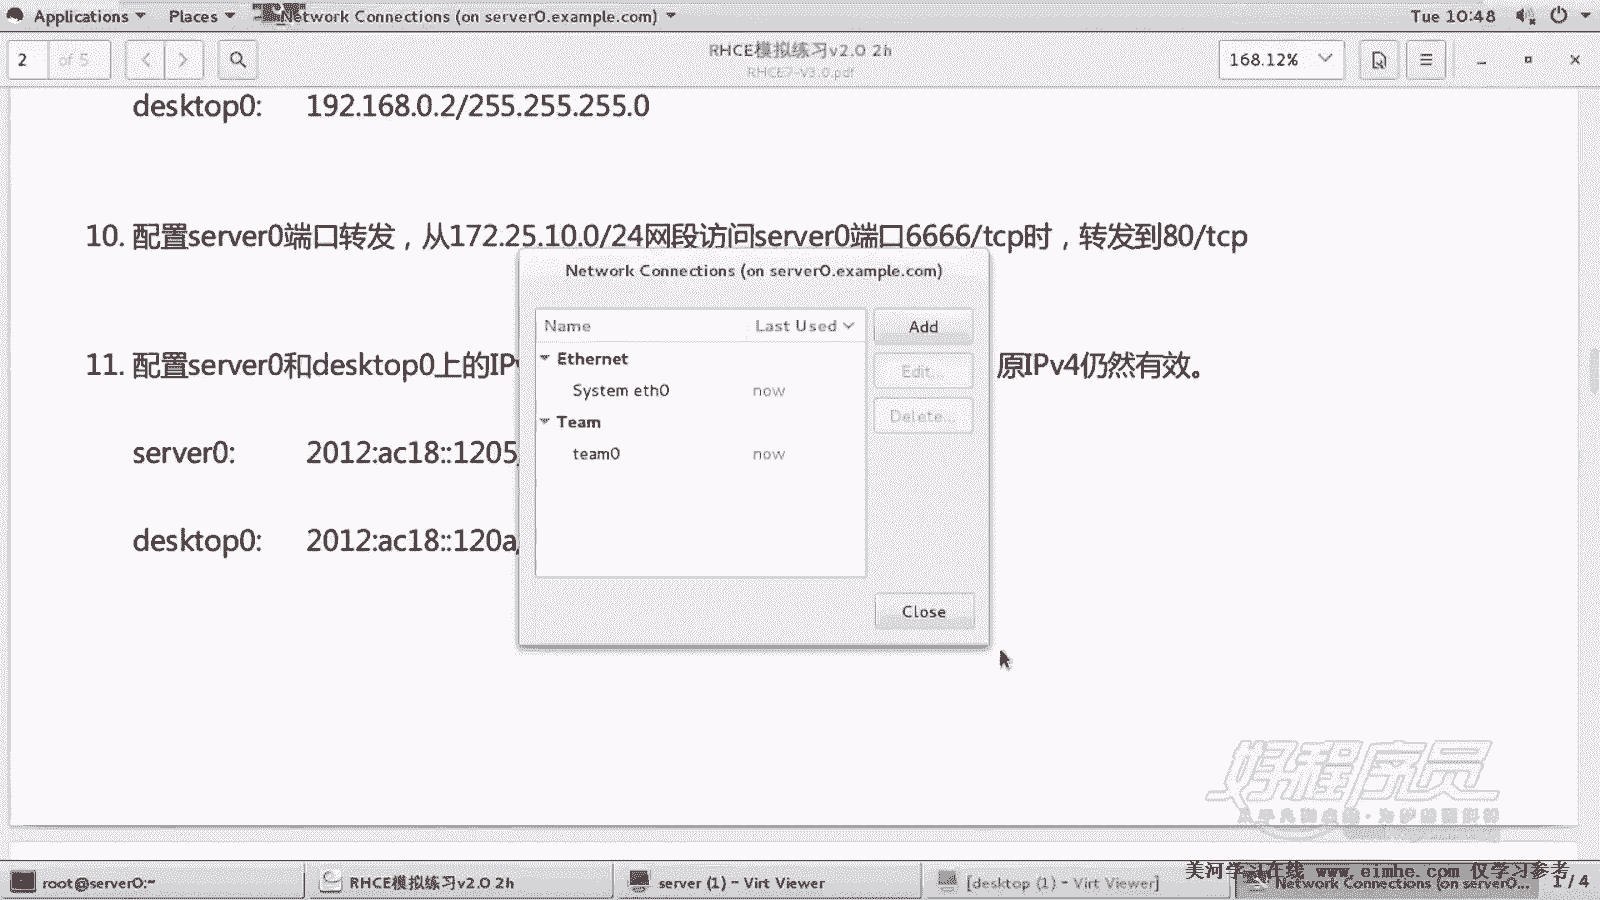 Applications Places Network Connections (on server0.example.com) Tue 10:48
2 of 5 RHCE模拟练习v2.0 2h 168.12%
RHCE7-V3.0.pdf
desktop0: 192.168.0.2/255.255.255.0
10. 配置server0端口转发，从172.25.10.0/24网段访问server0端口6666/tcp时，转发到80/tcp
Network Connections (on server0.example.com)
Name Last Used Add
11. 配置server0和desktop0上的IP 原IPv4仍然有效。
Ethernet Edit...
System eth0 now
Delete...
Team
server0: 2012:ac18::1205
team0 now
desktop0: 2012:ac18::120a
Close
好程序员
美河学习在线 www.eimhe.com 仅学习参考
root@server0:~ RHCE模拟练习v2.0 2h server (1) - Virt Viewer [desktop (1) - Virt Viewer] Network Connections (on server0... 1 / 4